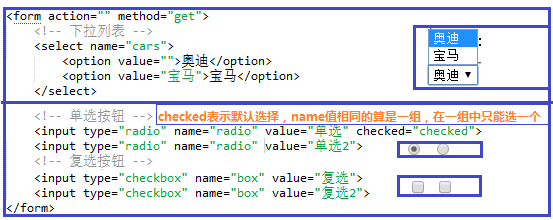 <form action="" method="get">
<!-- 下拉列表 -->
<select name="cars">
<option value="">奥迪</option>
<option value="宝马">宝马</option>
</select>
奥迪
宝马
奥迪
<!-- 单选按钮 --> checked表示默认选择，name值相同的算是一组，在一组中只能选一个
<input type="radio" name="radio" value="单选" checked="checked">
<input type="radio" name="radio" value="单选2">
<!-- 复选按钮 -->
<input type="checkbox" name="box" value="复选">
<input type="checkbox" name="box" value="复选2">
</form>